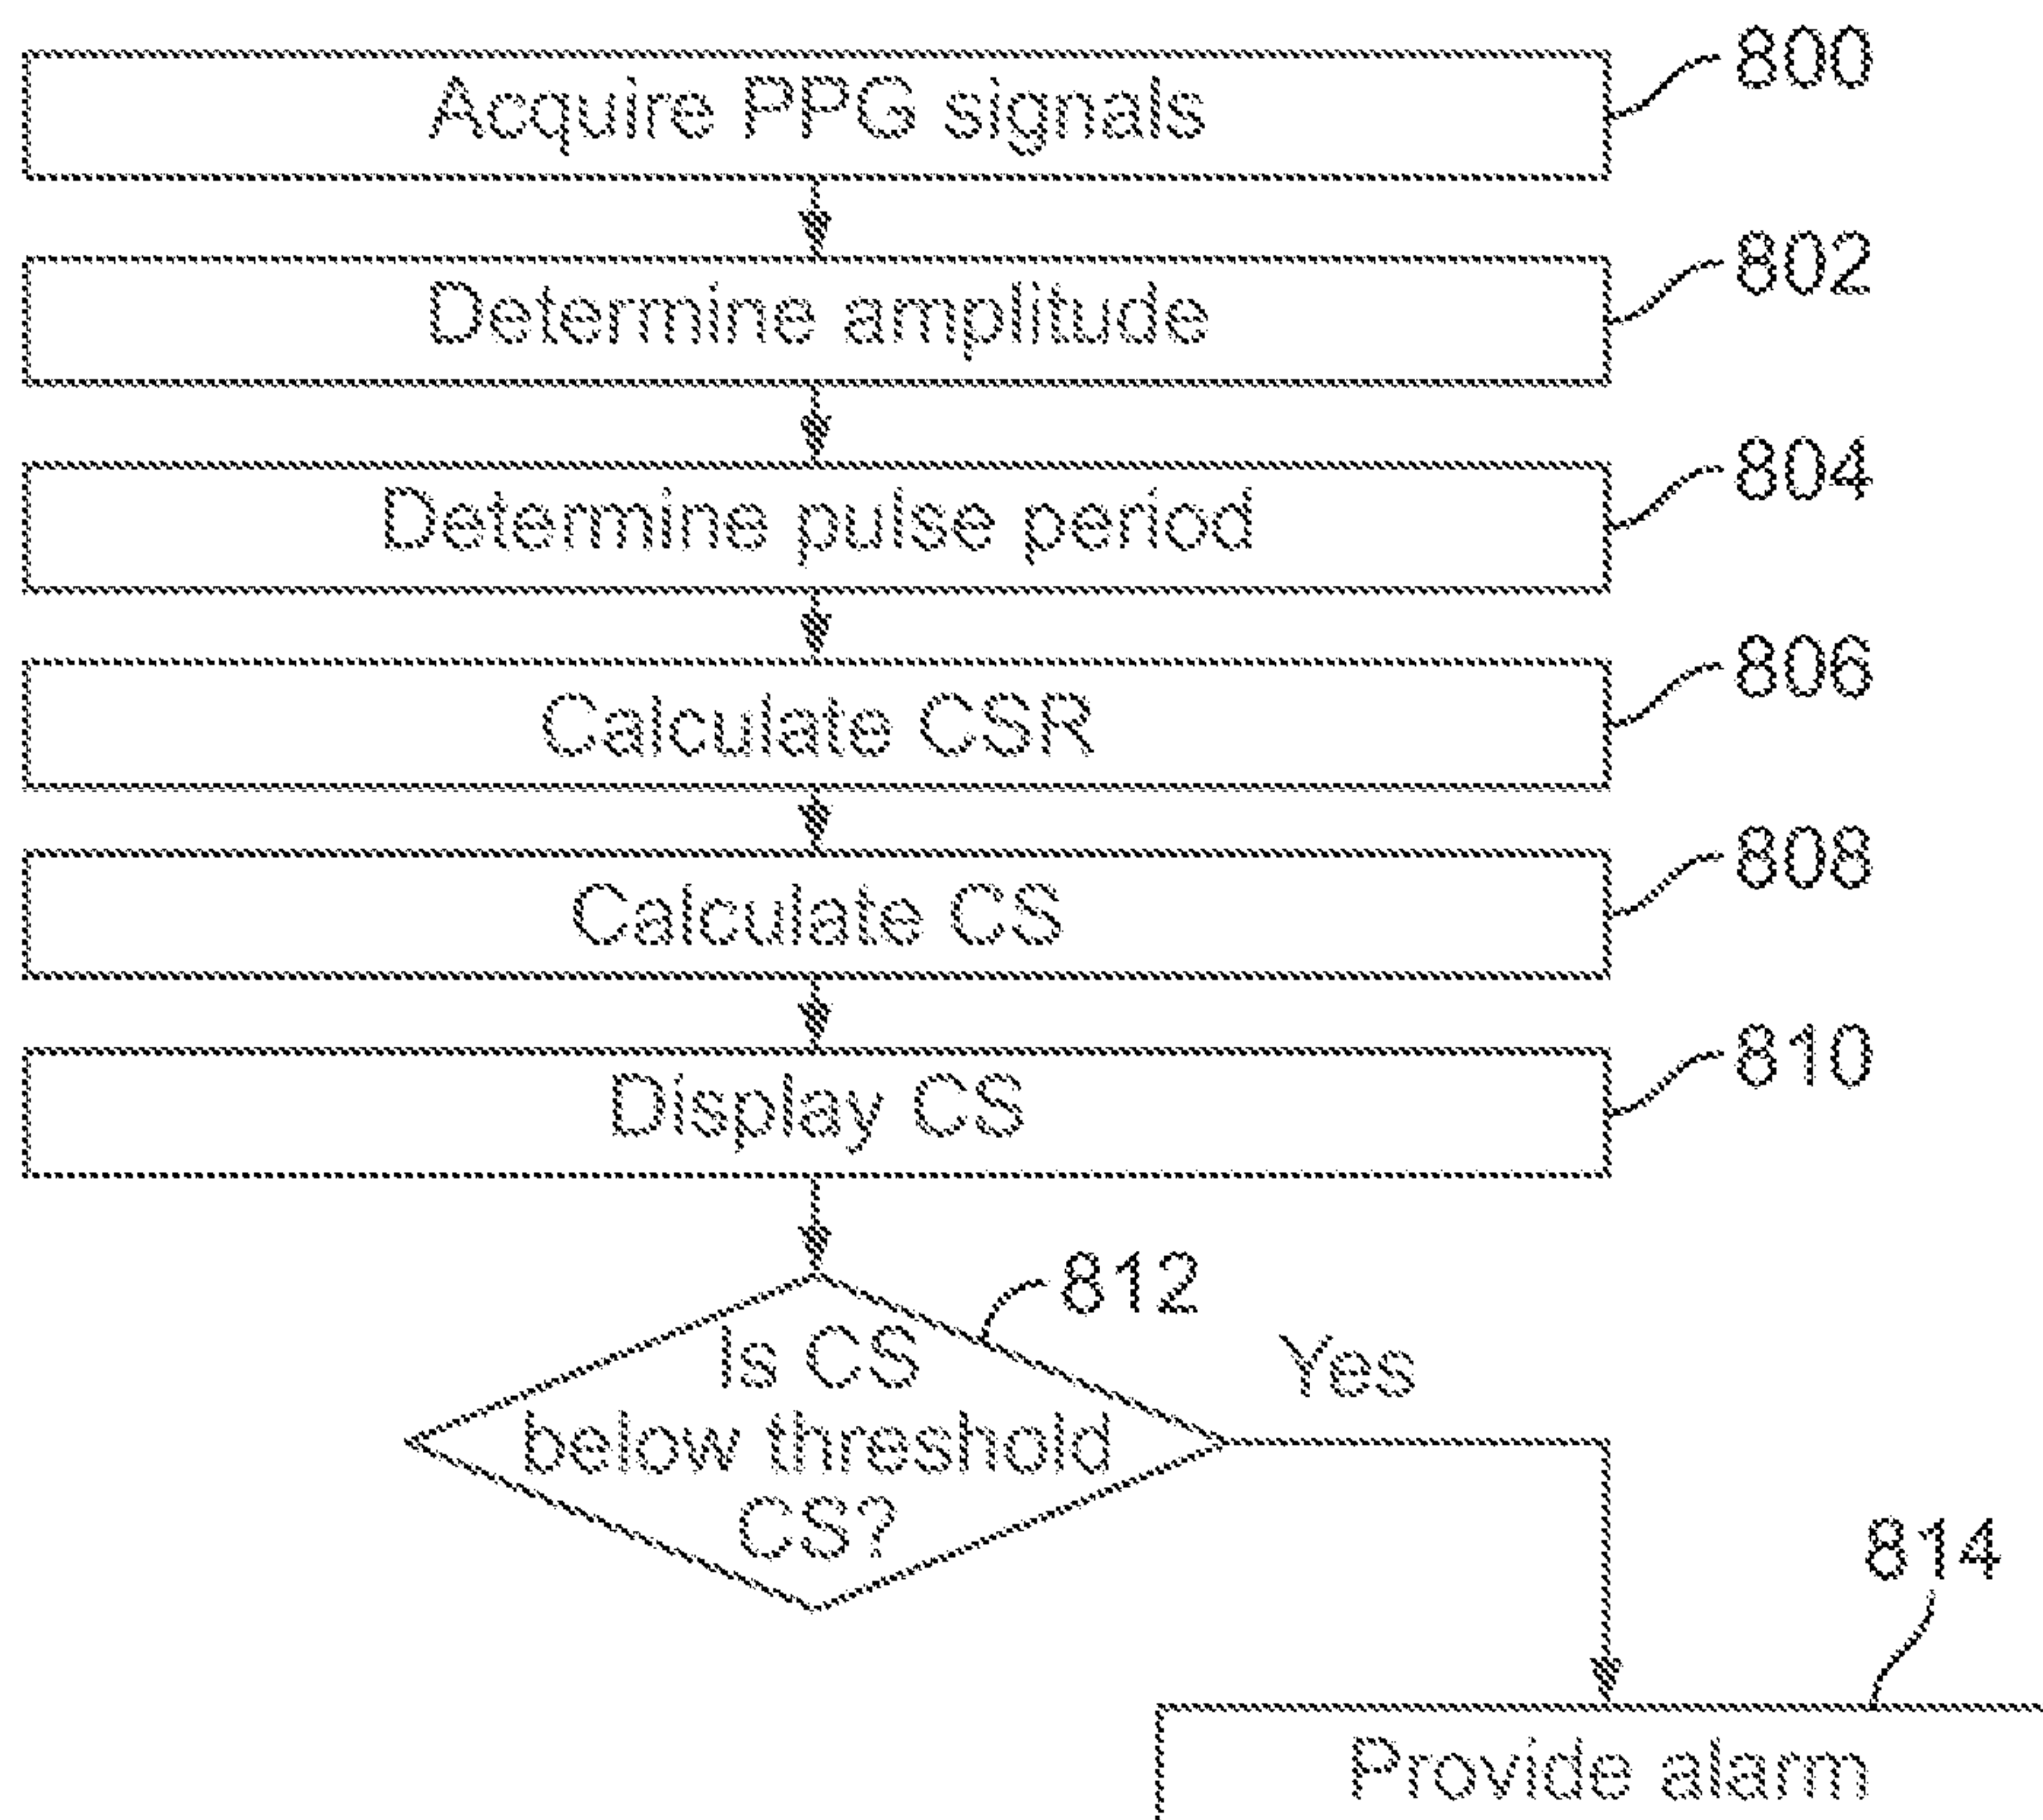 Acquire PPG signals
800
Determine amplitude
802
Determine pulse period
804
Calculate CSR
806
Calculate CS
808
Display CS
810
812
Is CS
below threshold
CS?
Yes
814
Provide alarm